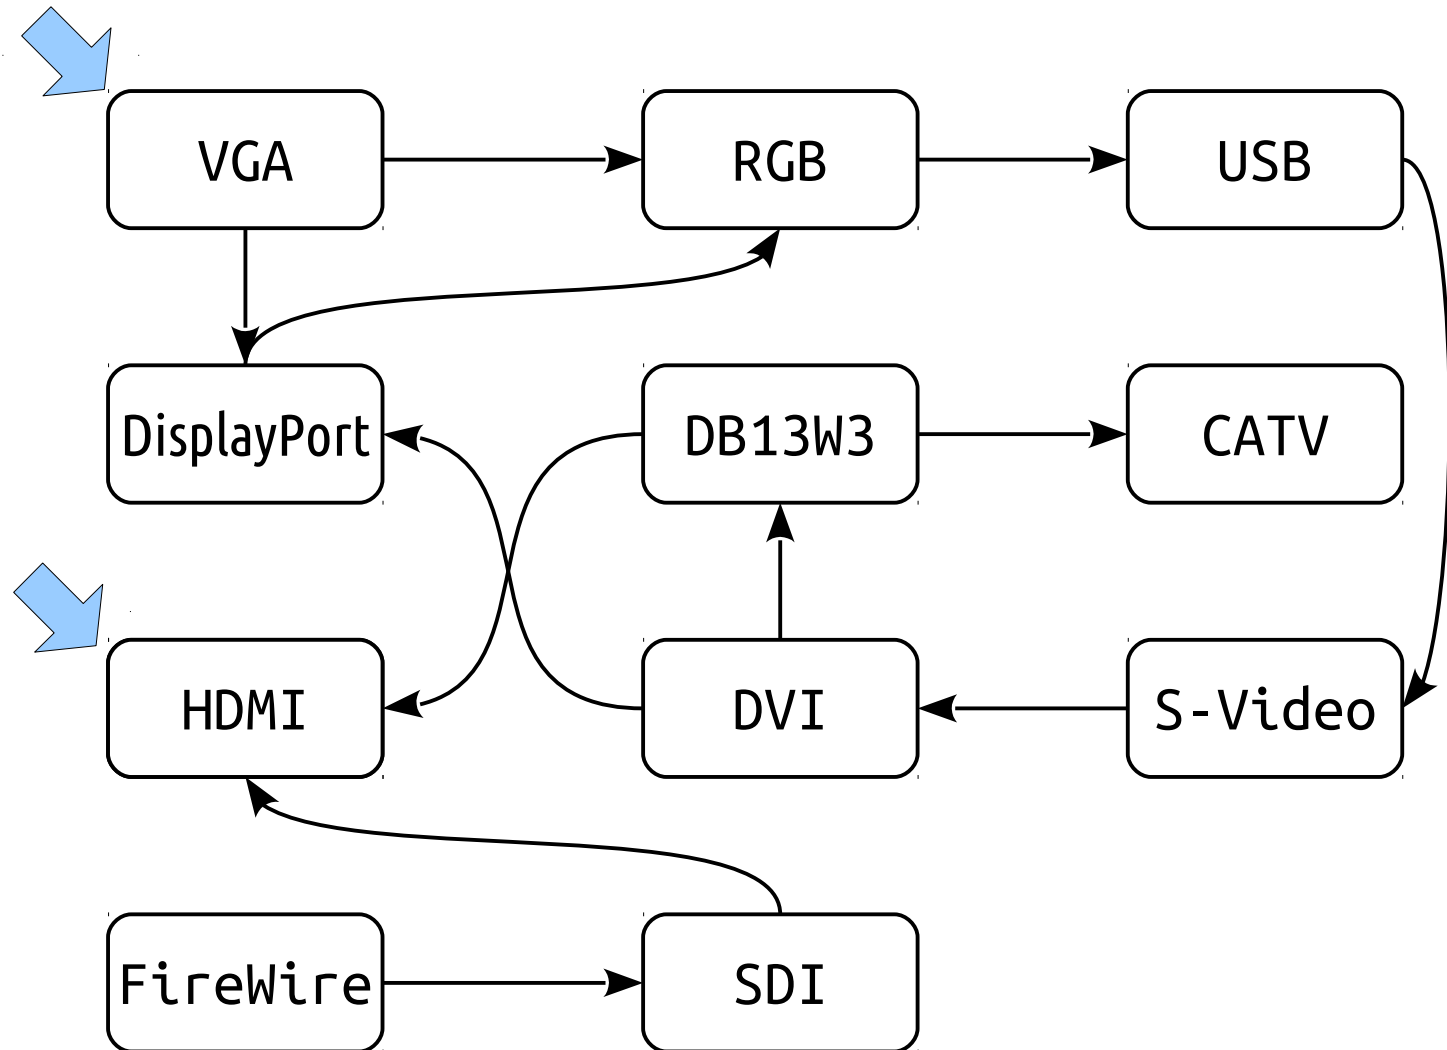 VGA
RGB
USB
DisplayPort
DB13W3
CATV
HDMI
DVI
S-Video
FireWire
SDI